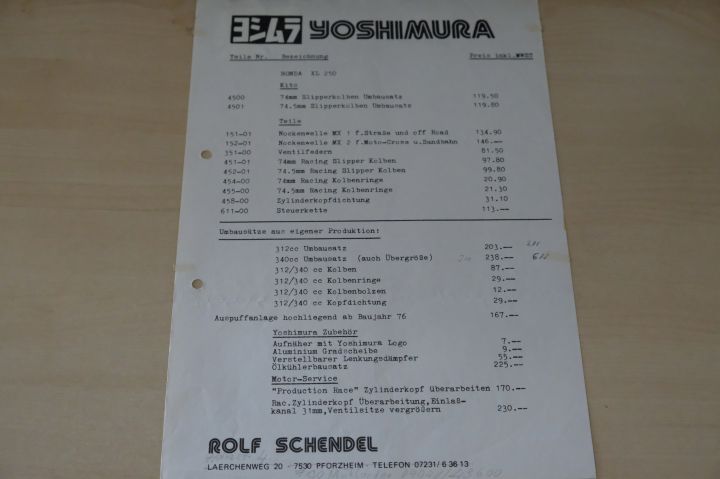 ヨシムラ YOSHIMURA
Teile Nr. Bezeichnung Preis inkl.MWST
HONDA XL 250
Kits
4500 74mm Slipperkolben Umbausatz 119.50
4501 74.5mm Slipperkolben Umbausatz 119.80
Teile
151-01 Nockenwelle MX 1 f.Straße und off Road 134.90
152-01 Nockenwelle MX 2 f.Moto-Cross u.Sandbahn 146.--
351-00 Ventilfedern 81.50
451-01 74mm Racing Slipper Kolben 97.80
452-01 74.5mm Racing Slipper Kolben 99.80
454-00 74mm Racing Kolbenringe 20.90
455-00 74.5mm Racing Kolbenringe 21.30
458-00 Zylinderkopfdichtung 31.10
611-00 Steuerkette 113.--
Umbausätze aus eigener Produktion:
312cc Umbausatz 203.--
340cc Umbausatz (auch Übergröße) 238.--
312/340 cc Kolben 87.--
312/340 cc Kolbenringe 29.--
312/340 cc Kolbenbolzen 12.--
312/340 cc Kopfdichtung 29.--
Auspuffanlage hochliegend ab Baujahr 76 167.--
Yoshimura Zubehör
Aufnäher mit Yoshimura Logo 7.--
Aluminium Gradscheibe 9.--
Verstellbarer Lenkungsdämpfer 55.--
Ölkühlerbausatz 225.--
Motor-Service
"Production Race" Zylinderkopf überarbeiten 170.--
Rac.Zylinderkopf Überarbeitung,Einlaß-
kanal 31mm,Ventilsitze vergrößern 230.--
ROLF SCHENDEL
LAERCHENWEG 20 - 7530 PFORZHEIM - TELEFON 07231/6 36 13